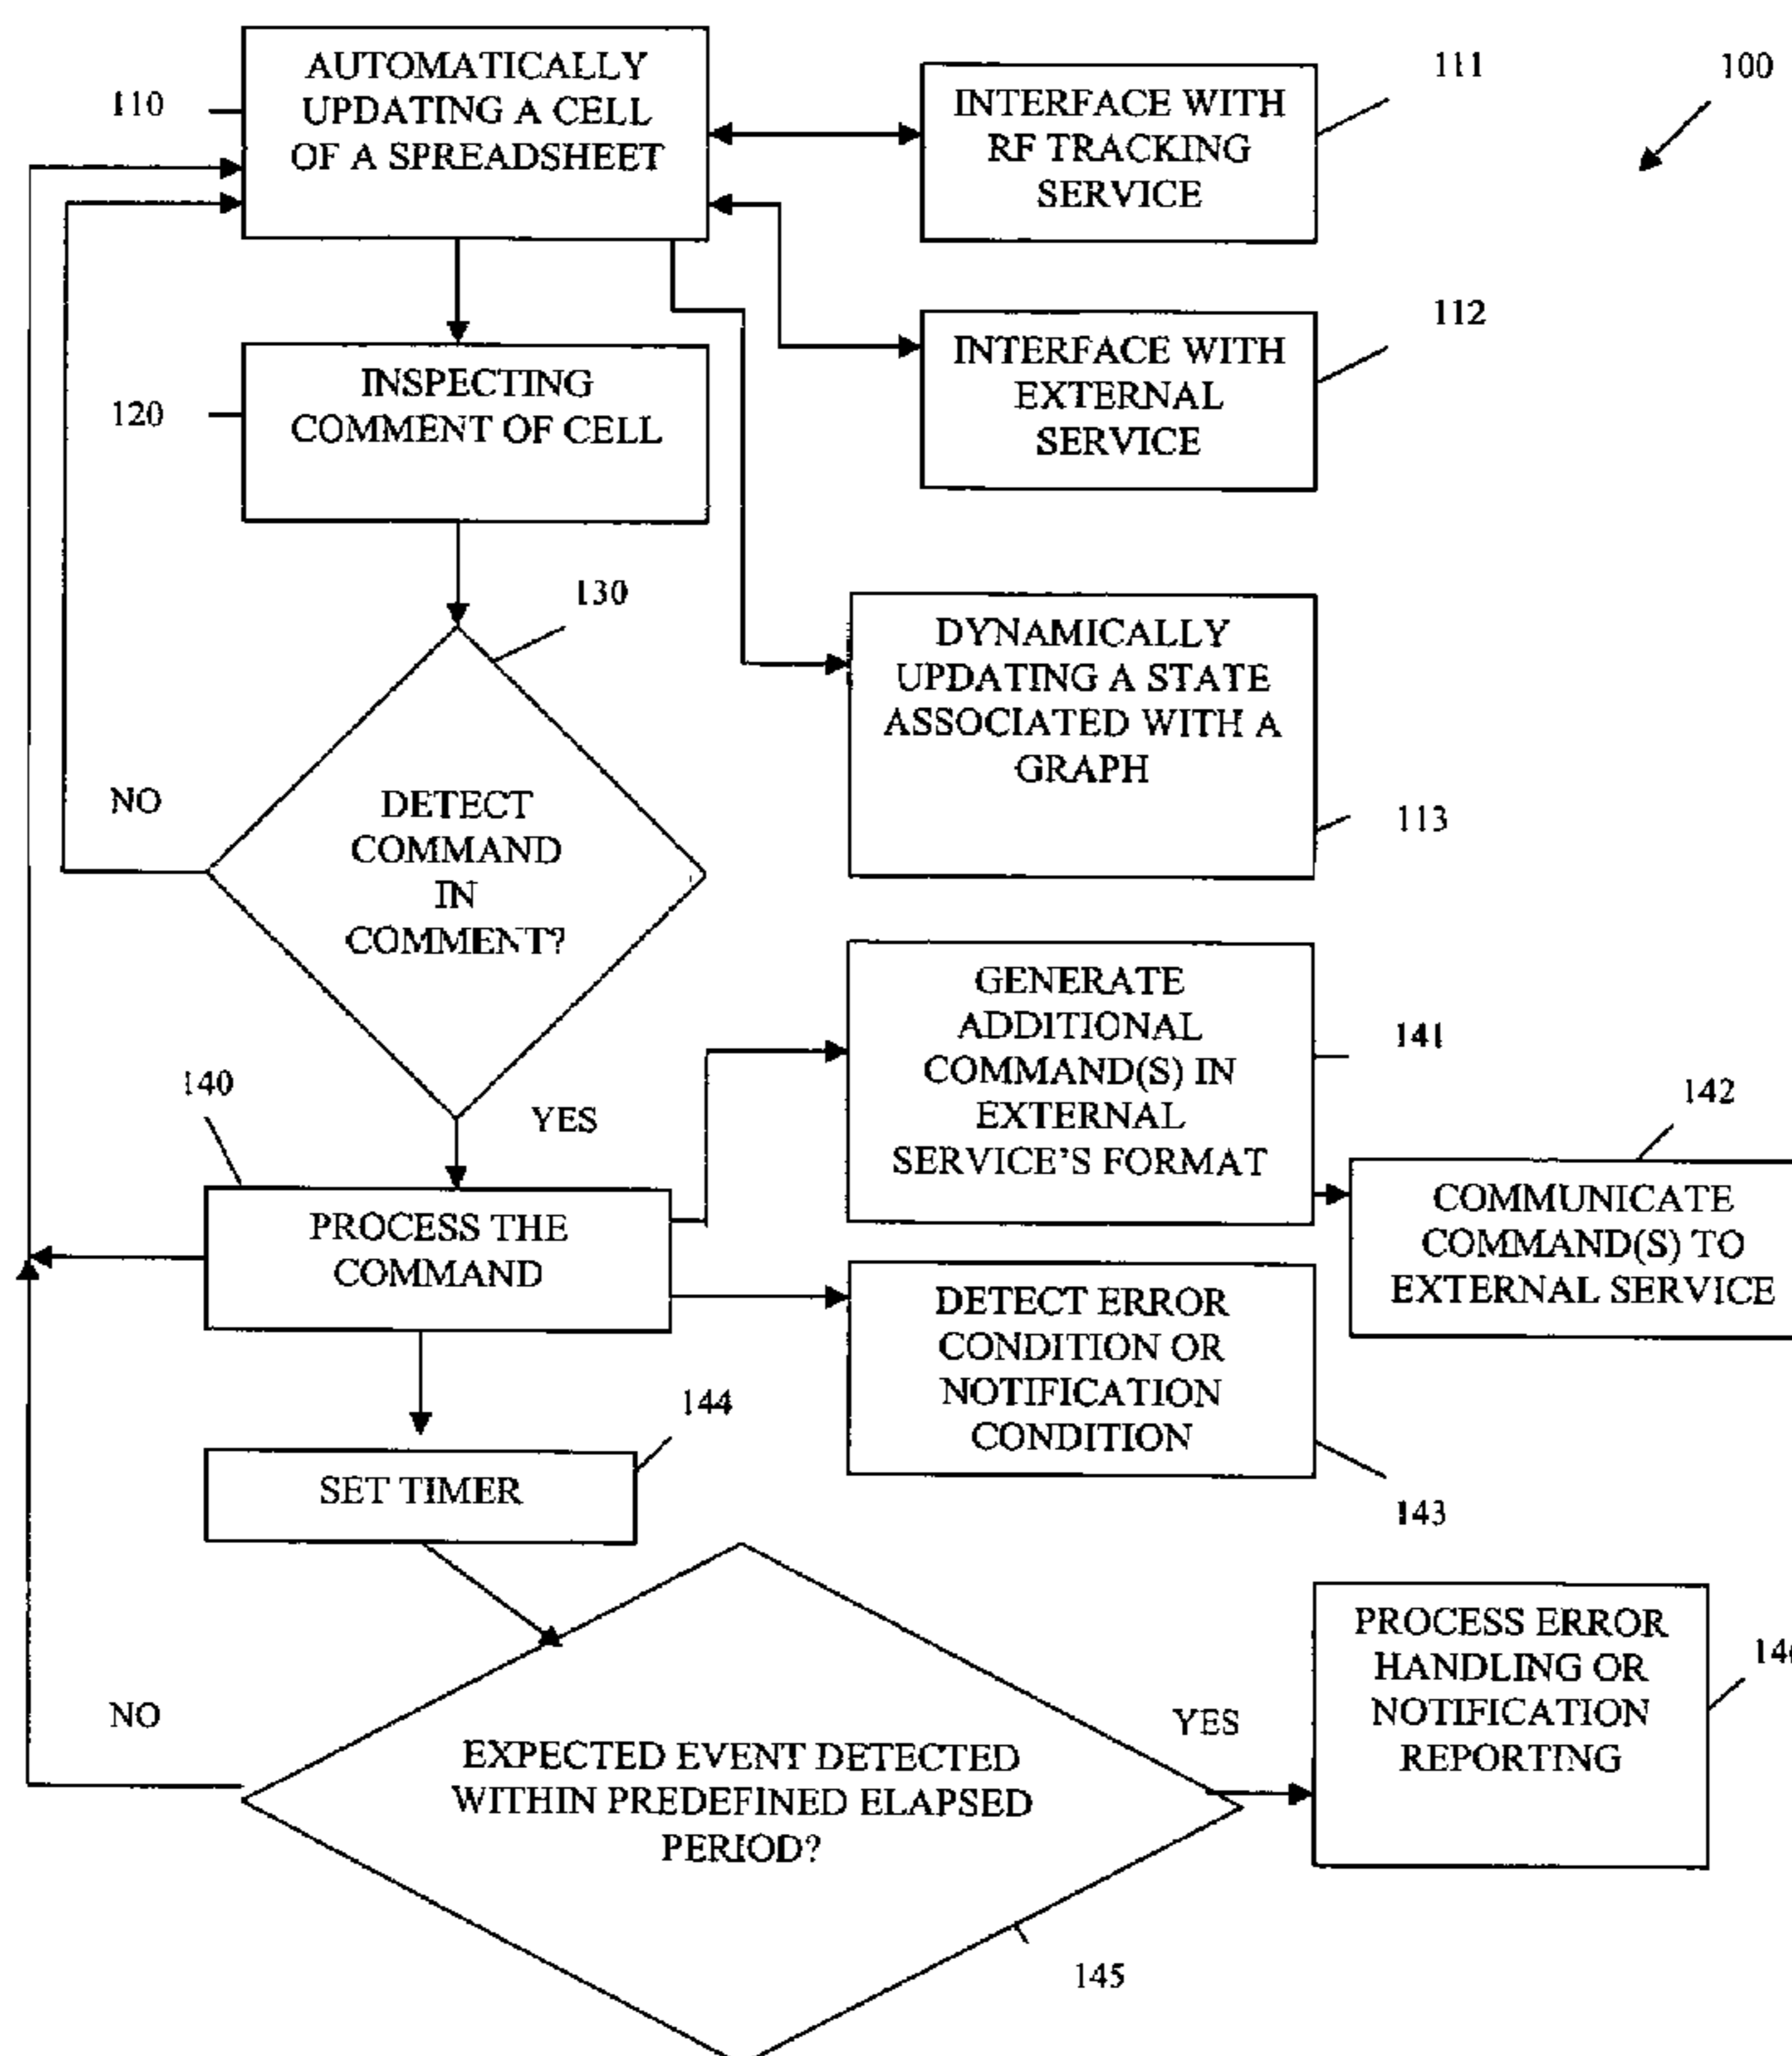 100
110
AUTOMATICALLY
UPDATING A CELL
OF A SPREADSHEET
111
INTERFACE WITH
RF TRACKING
SERVICE
112
INTERFACE WITH
EXTERNAL
SERVICE
120
INSPECTING
COMMENT OF CELL
130
DETECT
COMMAND
IN
COMMENT?
NO
YES
DYNAMICALLY
UPDATING A STATE
ASSOCIATED WITH A
GRAPH
113
140
PROCESS THE
COMMAND
GENERATE
ADDITIONAL
COMMAND(S) IN
EXTERNAL
SERVICE'S FORMAT
141
142
COMMUNICATE
COMMAND(S) TO
EXTERNAL SERVICE
DETECT ERROR
CONDITION OR
NOTIFICATION
CONDITION
143
144
SET TIMER
EXPECTED EVENT DETECTED
WITHIN PREDEFINED ELAPSED
PERIOD?
NO
YES
145
PROCESS ERROR
HANDLING OR
NOTIFICATION
REPORTING